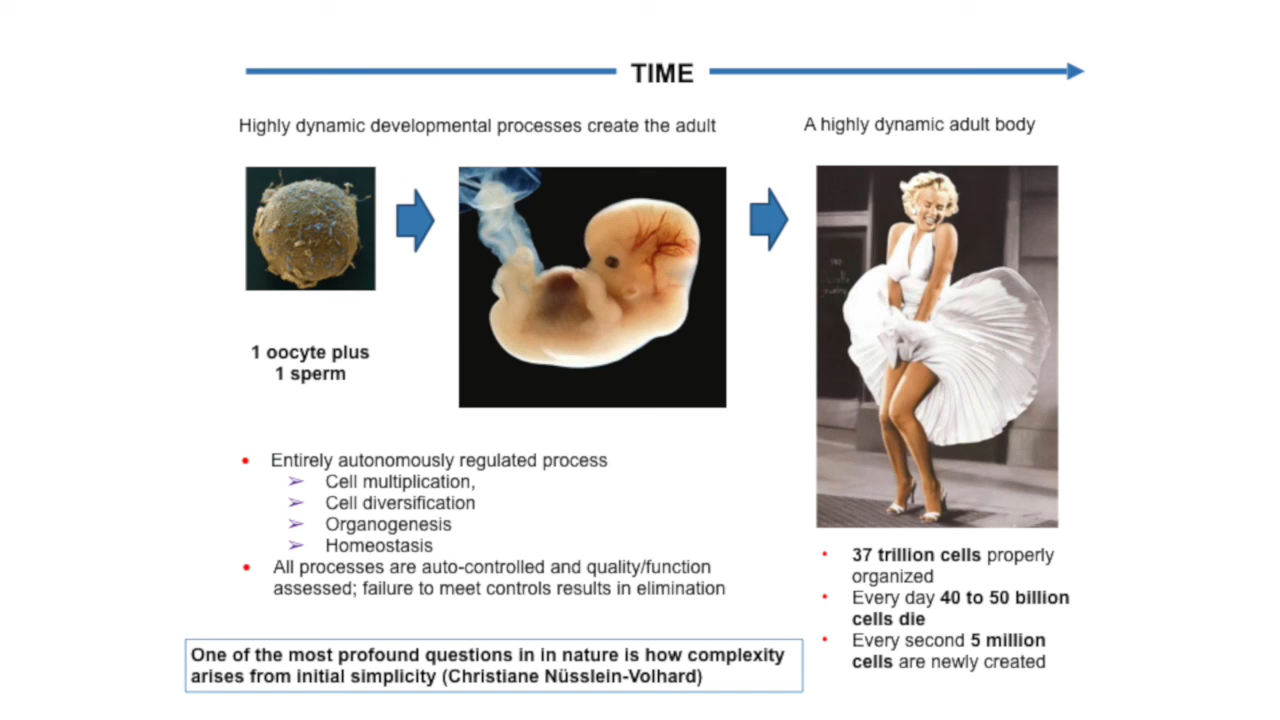 TIME
Highly dynamic developmental processes create the adult
A highly dynamic adult body
1 oocyte plus
1 sperm
• Entirely autonomously regulated process
➢ Cell multiplication,
➢ Cell diversification
➢ Organogenesis
➢ Homeostasis
• All processes are auto-controlled and quality/function
assessed; failure to meet controls results in elimination
• 37 trillion cells properly
organized
• Every day 40 to 50 billion
cells die
• Every second 5 million
cells are newly created
One of the most profound questions in in nature is how complexity
arises from initial simplicity (Christiane Nüsslein-Volhard)